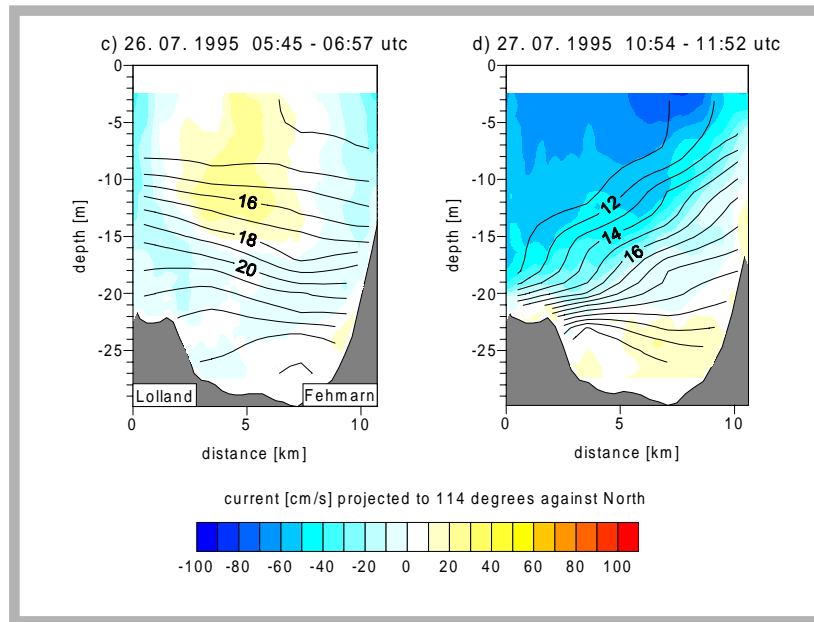 c) 26. 07. 1995 05:45 - 06:57 utc
d) 27. 07. 1995 10:54 - 11:52 utc
0
-5
-10
-15
-20
-25
depth [m]
16
18
20
Lolland
Fehmarn
0
5
10
distance [km]
0
-5
-10
-15
-20
-25
depth [m]
12
14
16
0
5
10
distance [km]
current [cm/s] projected to 114 degrees against North
-100 -80 -60 -40 -20 0 20 40 60 80 100